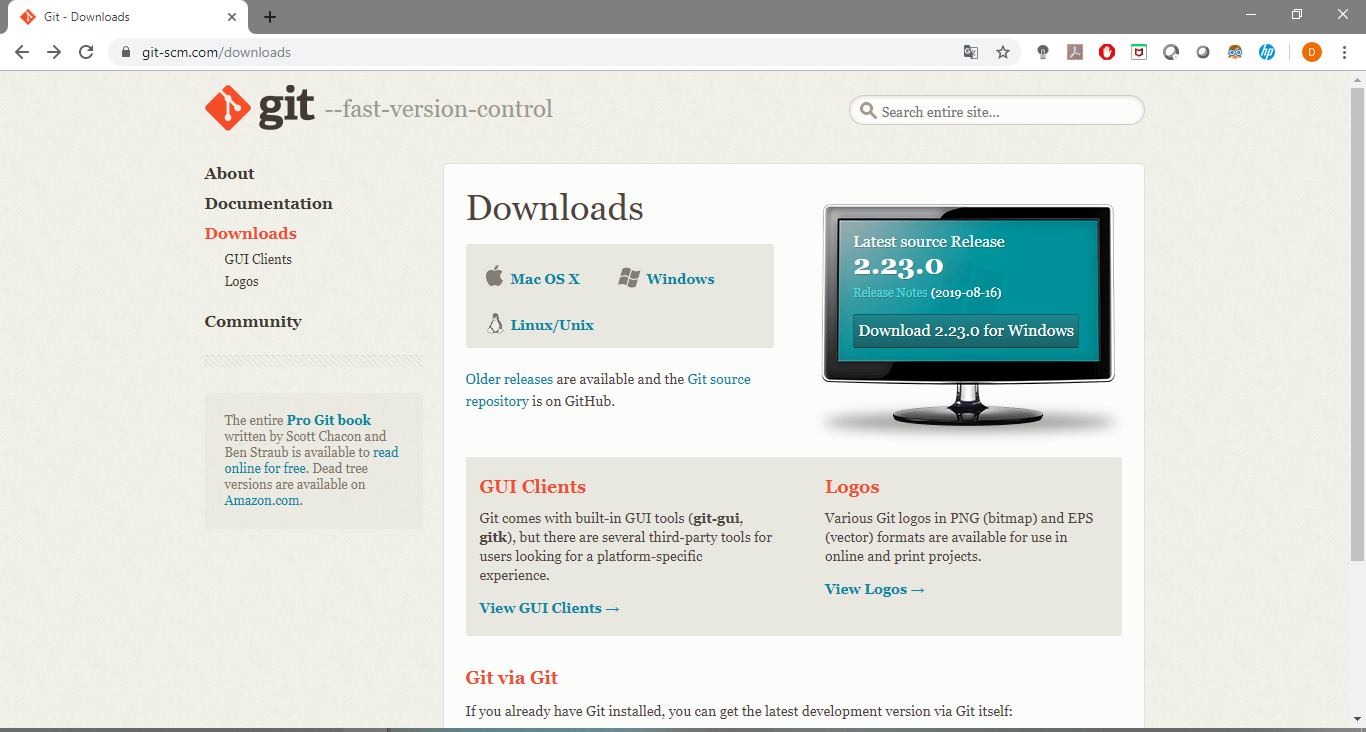 Git - Downloads
git-scm.com/downloads
D
git --fast-version-control
Search entire site...
About
Documentation
Downloads
GUI Clients
Logos
Community
The entire Pro Git book
written by Scott Chacon and
Ben Straub is available to read
online for free. Dead tree
versions are available on
Amazon.com.
Downloads
Mac OS X
Windows
Linux/Unix
Older releases are available and the Git source
repository is on GitHub.
Latest source Release
2.23.0
Release Notes (2019-08-16)
Download 2.23.0 for Windows
GUI Clients
Git comes with built-in GUI tools (git-gui,
gitk), but there are several third-party tools for
users looking for a platform-specific
experience.
View GUI Clients →
Logos
Various Git logos in PNG (bitmap) and EPS
(vector) formats are available for use in
online and print projects.
View Logos →
Git via Git
If you already have Git installed, you can get the latest development version via Git itself: